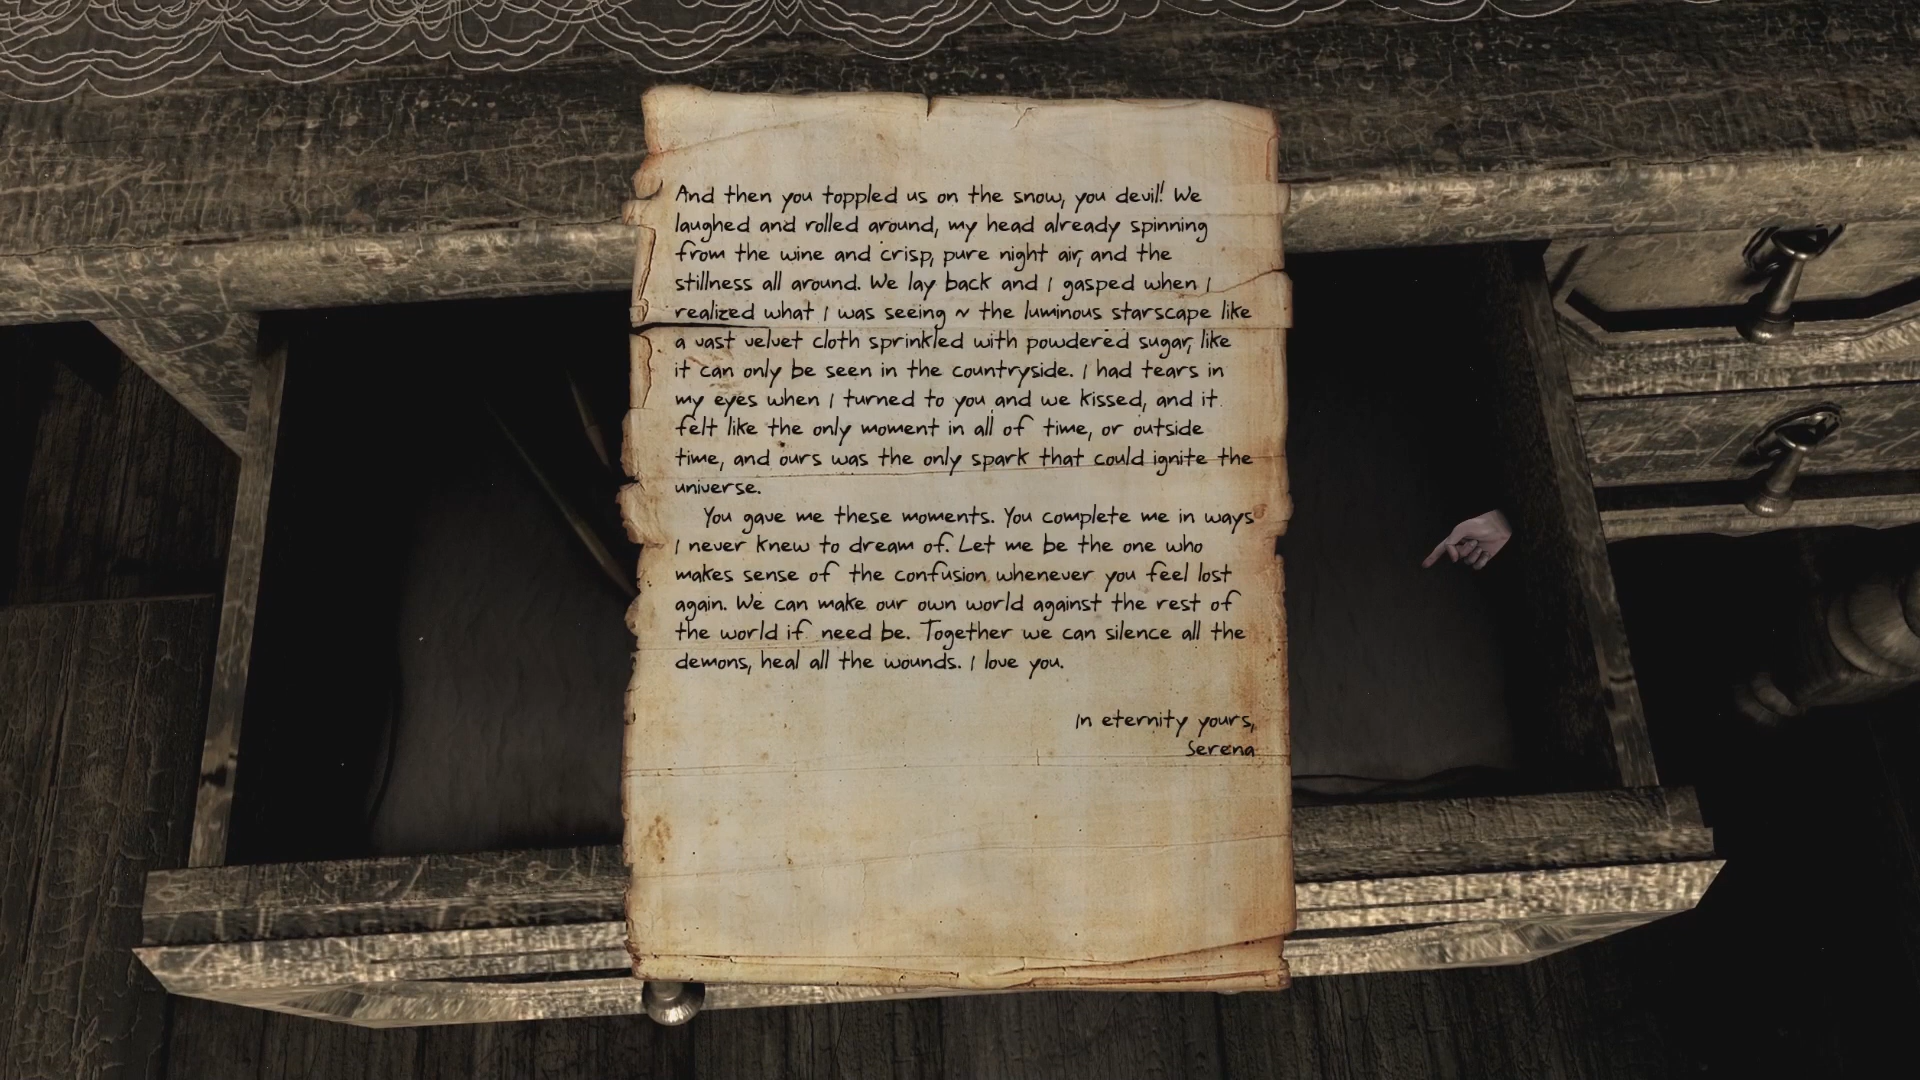 And then you toppled us on the snow, you devil! We
laughed and rolled around, my head already spinning
from the wine and crisp, pure night air, and the
stillness all around. We lay back and I gasped when I
realized what I was seeing ~ the luminous starscape like
a vast velvet cloth sprinkled with powdered sugar, like
it can only be seen in the countryside. I had tears in
my eyes when I turned to you and we kissed, and it
felt like the only moment in all of time, or outside
time, and ours was the only spark that could ignite the
universe.
You gave me these moments. You complete me in ways
I never knew to dream of. Let me be the one who
makes sense of the confusion whenever you feel lost
again. We can make our own world against the rest of
the world if need be. Together we can silence all the
demons, heal all the wounds. I love you.
In eternity yours,
Serena